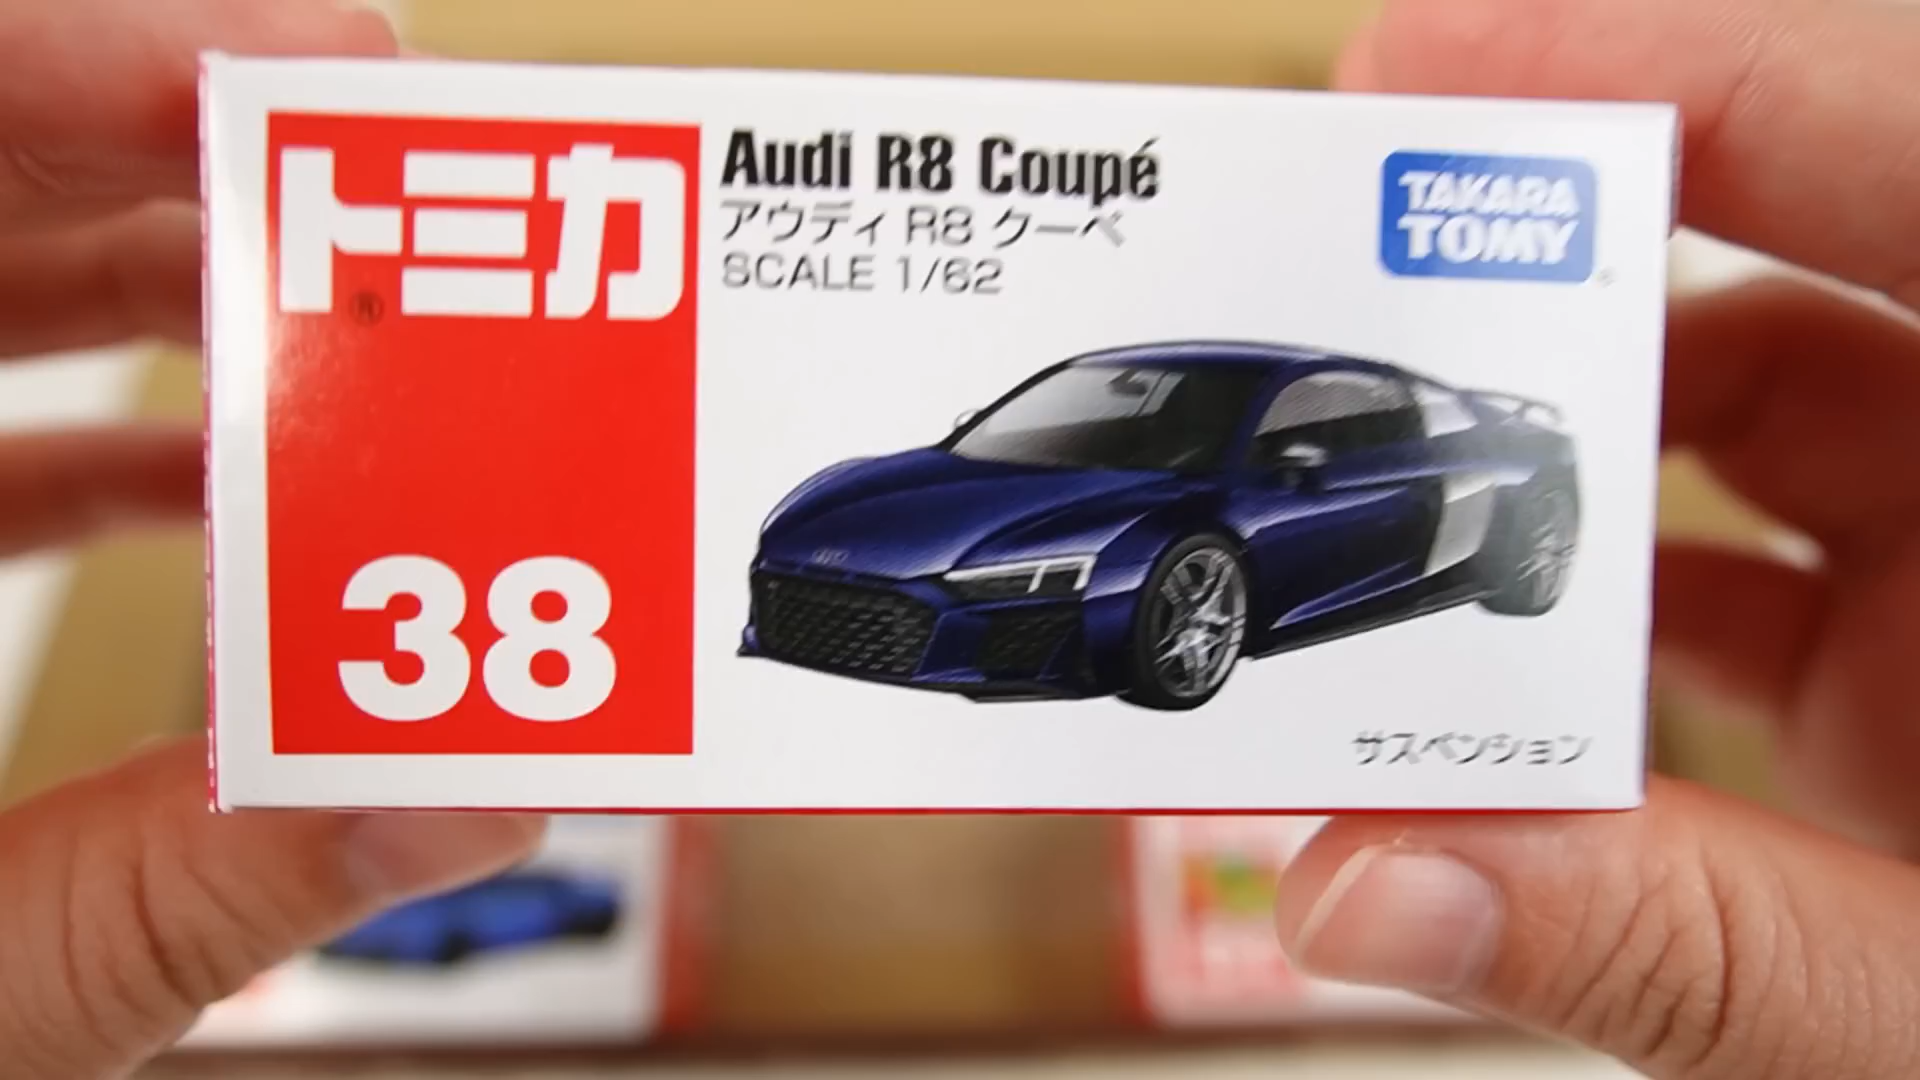 トミカ
®
38
Audi R8 Coupé
アウディ R8 クーペ
SCALE 1/62
TAKARA
TOMY
®
サスペンション